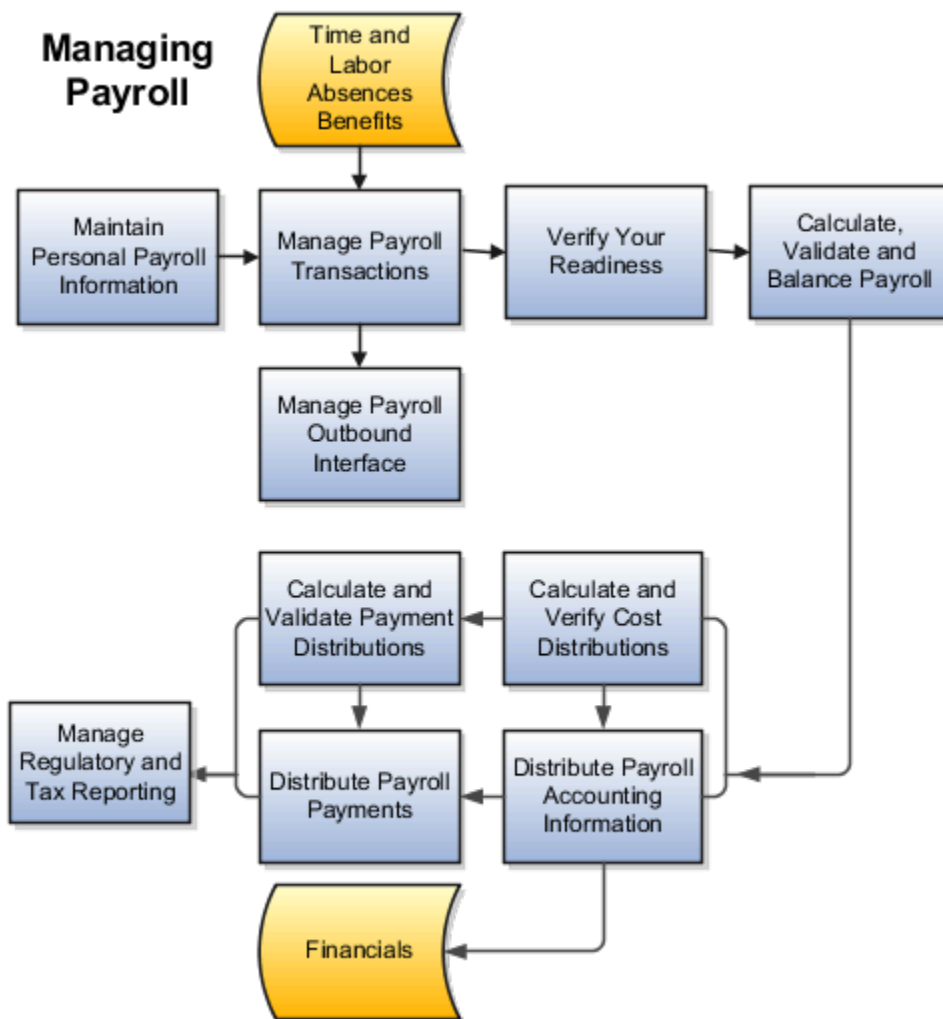 Managing
Payroll
Time and
Labor
Absences
Benefits
Maintain
Personal Payroll
Information
Manage Payroll
Transactions
Verify Your
Readiness
Calculate,
Validate and
Balance Payroll
Manage Payroll
Outbound
Interface
Calculate and
Validate Payment
Distributions
Calculate and
Verify Cost
Distributions
Manage
Regulatory and
Tax Reporting
Distribute Payroll
Payments
Distribute Payroll
Accounting
Information
Financials